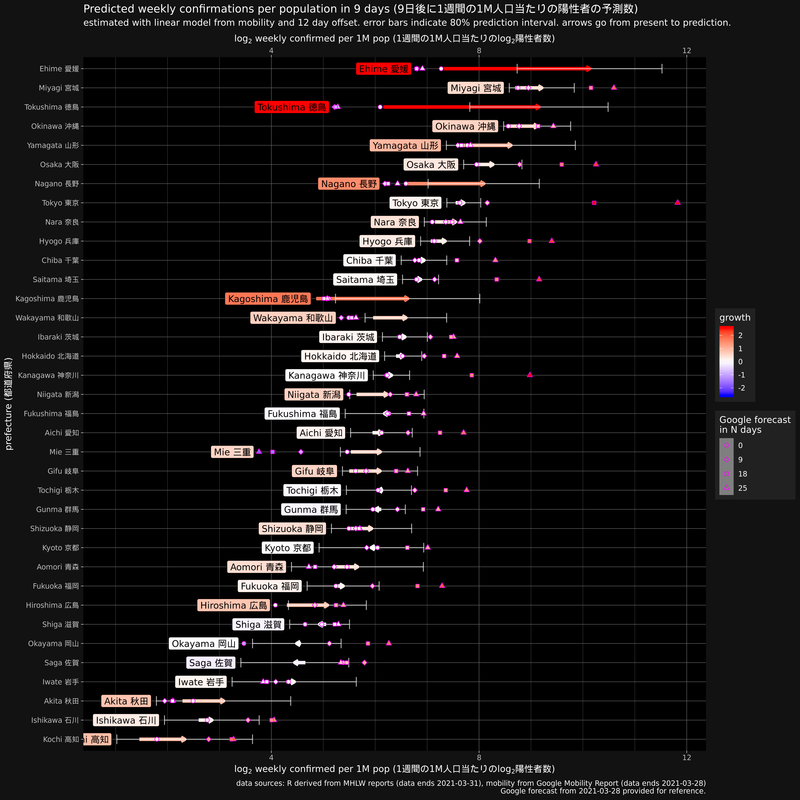 Predicted weekly confirmations per population in 9 days (9日後に1週間の1M人口当たりの陽性者の予測数)
estimated with linear model from mobility and 12 day offset. error bars indicate 80% prediction interval. arrows go from present to prediction.
log₂ weekly confirmed per 1M pop (1週間の1M人口当たりのlog₂陽性者数)
4 8 12
prefecture (都道府県)
Ehime 愛媛 Ehime 愛媛
Miyagi 宮城 Miyagi 宮城
Tokushima 徳島 Tokushima 徳島
Okinawa 沖縄 Okinawa 沖縄
Yamagata 山形 Yamagata 山形
Osaka 大阪 Osaka 大阪
Nagano 長野 Nagano 長野
Tokyo 東京 Tokyo 東京
Nara 奈良 Nara 奈良
Hyogo 兵庫 Hyogo 兵庫
Chiba 千葉 Chiba 千葉
Saitama 埼玉 Saitama 埼玉
Kagoshima 鹿児島 Kagoshima 鹿児島
Wakayama 和歌山 Wakayama 和歌山
Ibaraki 茨城 Ibaraki 茨城
Hokkaido 北海道 Hokkaido 北海道
Kanagawa 神奈川 Kanagawa 神奈川
Niigata 新潟 Niigata 新潟
Fukushima 福島 Fukushima 福島
Aichi 愛知 Aichi 愛知
Mie 三重 Mie 三重
Gifu 岐阜 Gifu 岐阜
Tochigi 栃木 Tochigi 栃木
Gunma 群馬 Gunma 群馬
Shizuoka 静岡 Shizuoka 静岡
Kyoto 京都 Kyoto 京都
Aomori 青森 Aomori 青森
Fukuoka 福岡 Fukuoka 福岡
Hiroshima 広島 Hiroshima 広島
Shiga 滋賀 Shiga 滋賀
Okayama 岡山 Okayama 岡山
Saga 佐賀 Saga 佐賀
Iwate 岩手 Iwate 岩手
Akita 秋田 Akita 秋田
Ishikawa 石川 Ishikawa 石川
Kochi 高知 i 高知
growth
2
1
0
-1
-2
Google forecast
in N days
0
9
18
25
4 8 12
log₂ weekly confirmed per 1M pop (1週間の1M人口当たりのlog₂陽性者数)
data sources: R derived from MHLW reports (data ends 2021-03-31), mobility from Google Mobility Report (data ends 2021-03-28)
Google forecast from 2021-03-28 provided for reference.